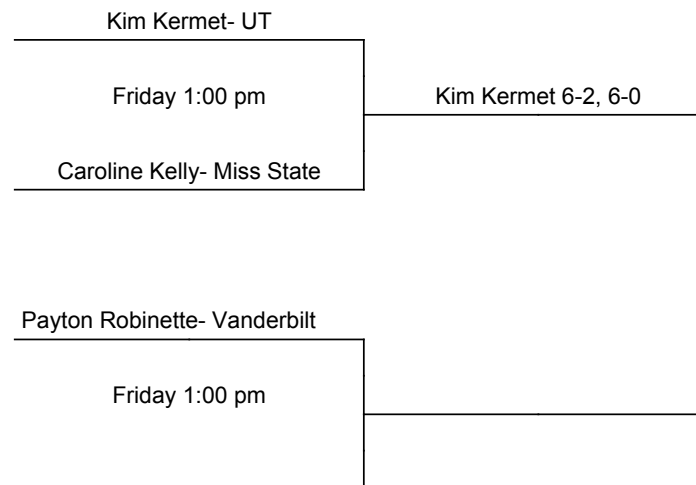 Kim Kermet- UT
Friday 1:00 pm
Kim Kermet 6-2, 6-0
Caroline Kelly- Miss State
Payton Robinette- Vanderbilt
Friday 1:00 pm